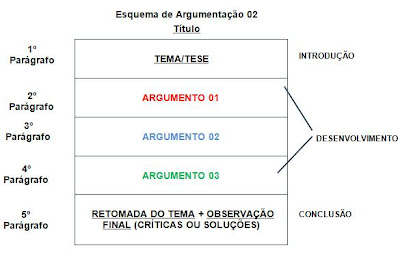 Esquema de Argumentação 02
Título
1º
Parágrafo
TEMA/TESE
INTRODUÇÃO
2º
Parágrafo
ARGUMENTO 01
3º
Parágrafo
ARGUMENTO 02
DESENVOLVIMENTO
4º
Parágrafo
ARGUMENTO 03
5º
Parágrafo
RETOMADA DO TEMA + OBSERVAÇÃO
FINAL (CRÍTICAS OU SOLUÇÕES)
CONCLUSÃO